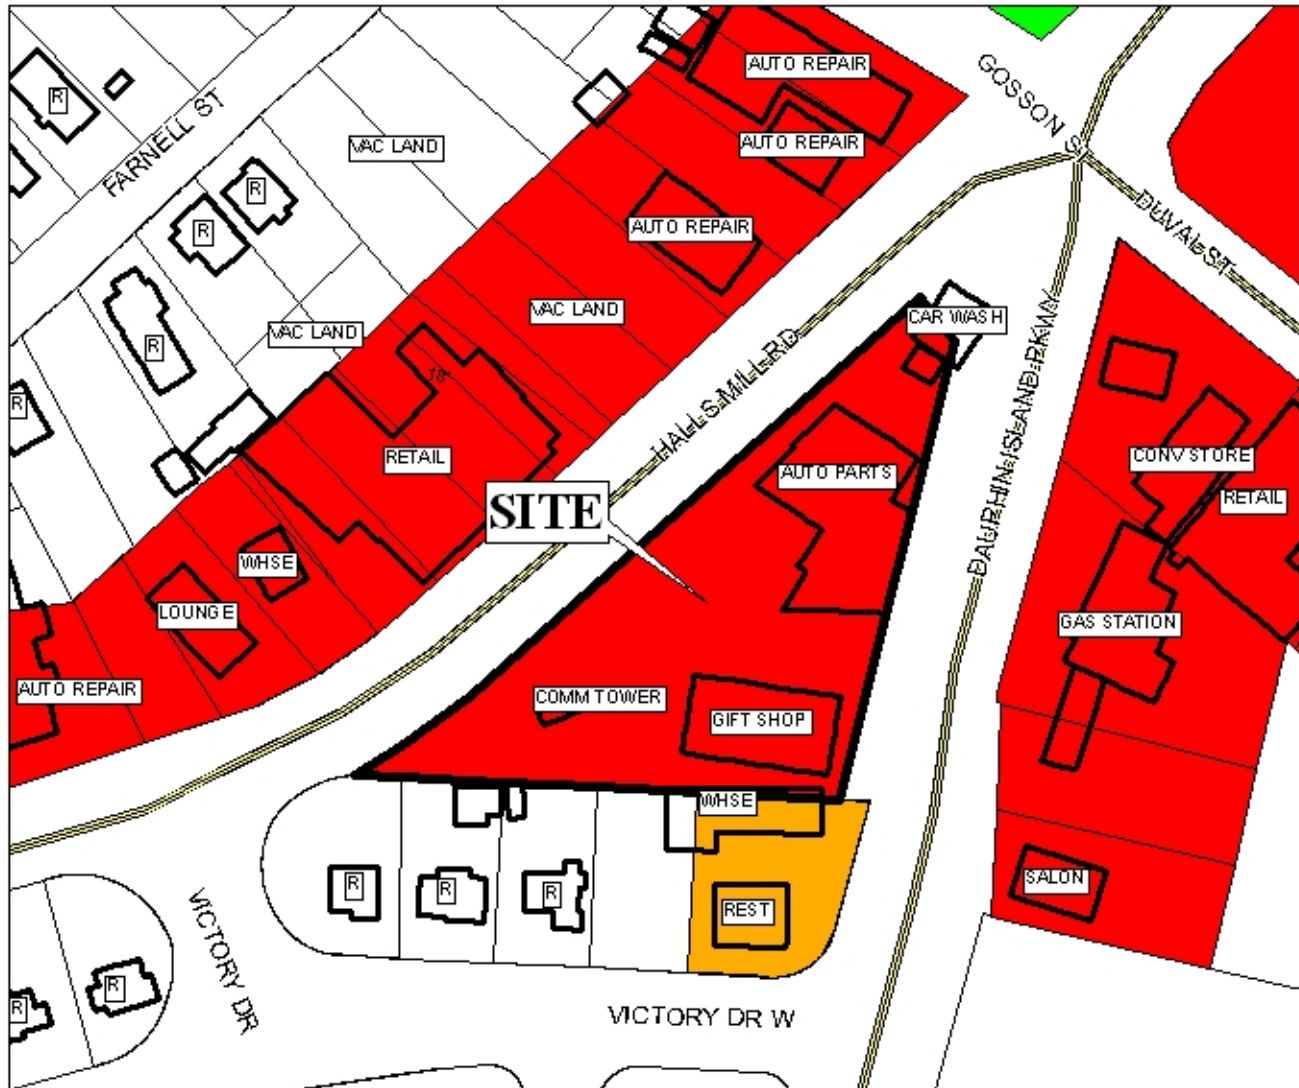 AUTO REPAIR
GOSSON ST
R
FARNELL ST
AUTO REPAIR
VAC LAND
R
DUVAL ST
R
AUTO REPAIR
VAC LAND
CAR WASH
VAC LAND
R
HALLS MILL RD
DAUPHIN ISLAND PKWY
R
RETAIL
CONV STORE
AUTO PARTS
RETAIL
SITE
WHSE
LOUNGE
GAS STATION
AUTO REPAIR
COMM TOWER
GIFT SHOP
WHSE
SALON
R
R
R
REST
VICTORY DR
R
R
VICTORY DR W